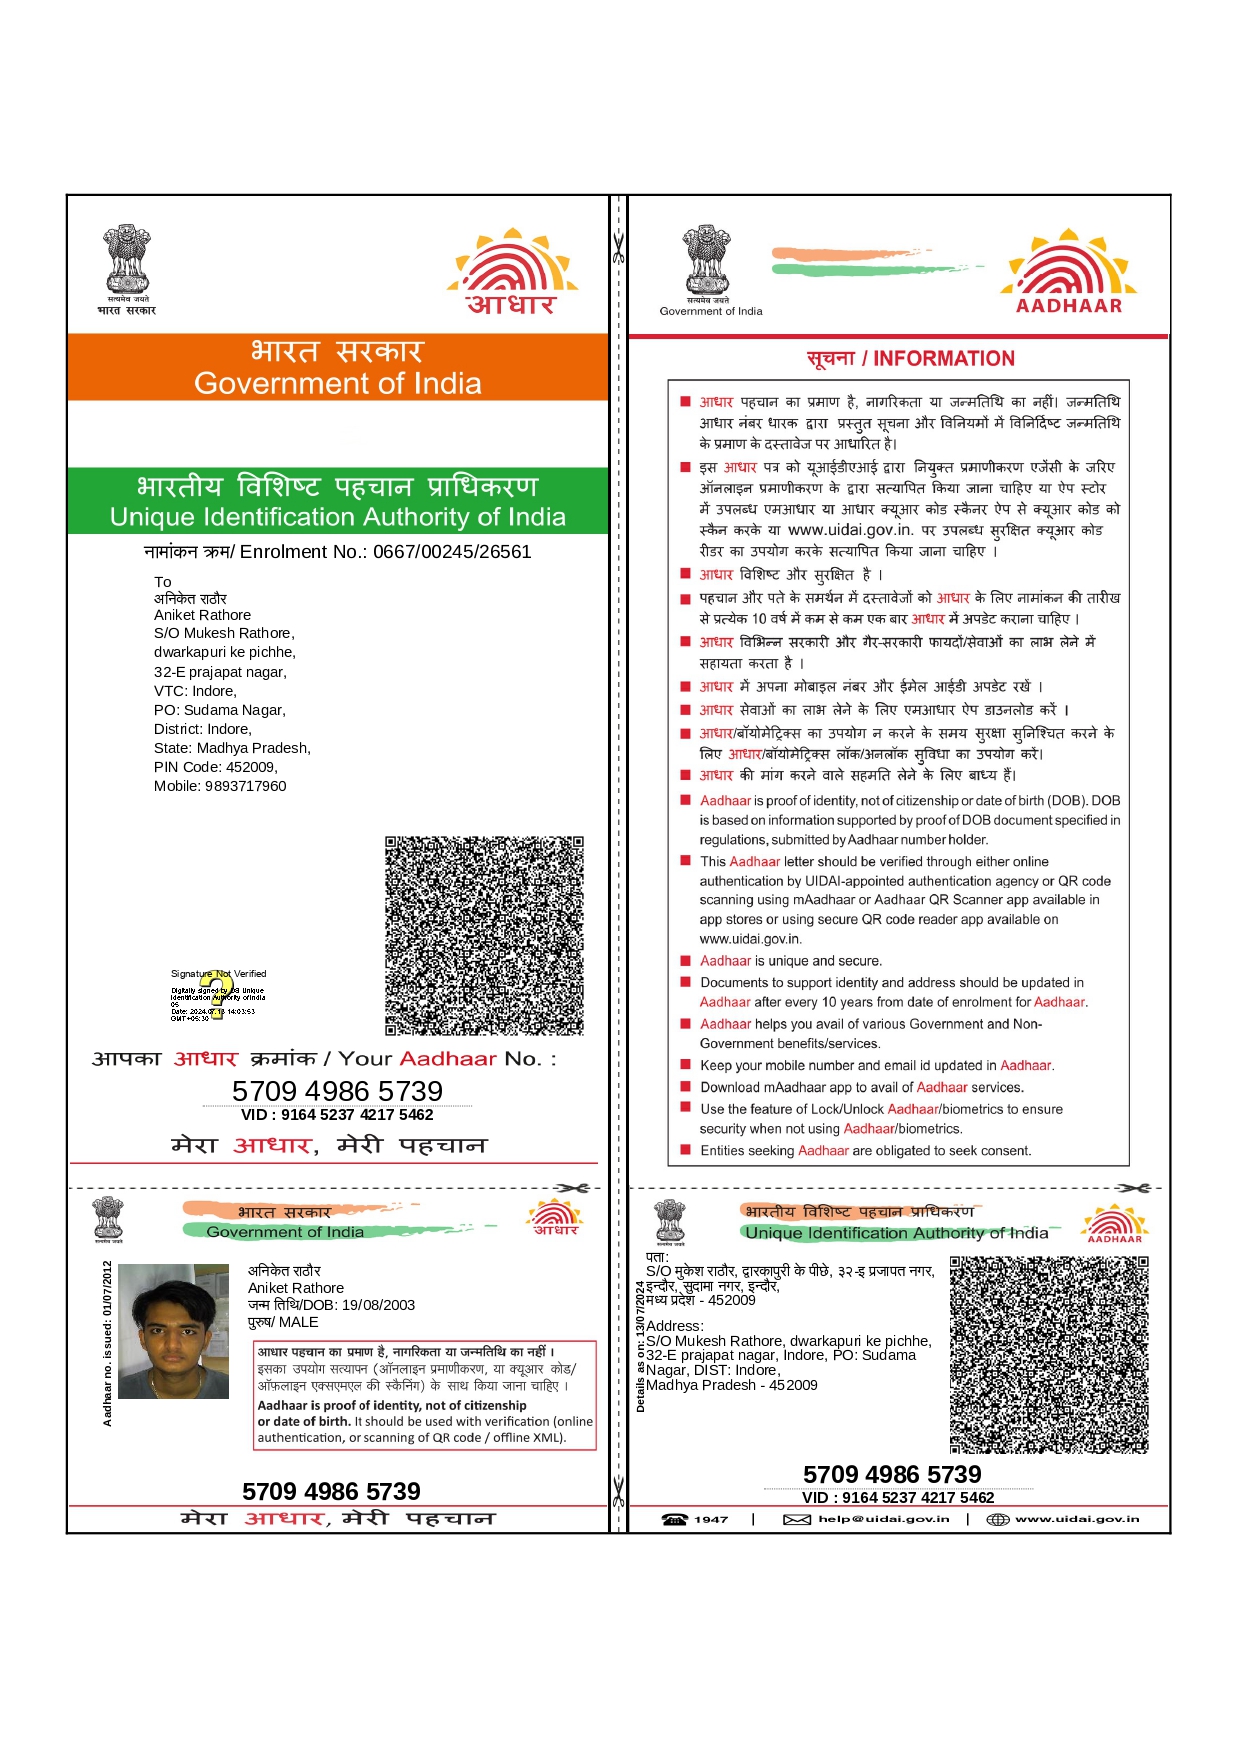 सत्यमेव जयते
भारत सरकार
आधार
भारत सरकार
Government of India
भारतीय विशिष्ट पहचान प्राधिकरण
Unique Identification Authority of India
नामांकन क्रम/ Enrolment No.: 0667/00245/26561
To
अनिकेत राठौर
Aniket Rathore
S/O Mukesh Rathore,
dwarkapuri ke pichhe,
32-E prajapat nagar,
VTC: Indore,
PO: Sudama Nagar,
District: Indore,
State: Madhya Pradesh,
PIN Code: 452009,
Mobile: 9893717960
Signature Not Verified
Digitally signed by DS Unique
Identification Authority of India
05
Date: 2024.07.13 14:03:53
GMT+05:30
आपका आधार क्रमांक / Your Aadhaar No. :
5709 4986 5739
VID : 9164 5237 4217 5462
मेरा आधार, मेरी पहचान
सत्यमेव जयते
Government of India
AADHAAR
सूचना / INFORMATION
आधार पहचान का प्रमाण है, नागरिकता या जन्मतिथि का नहीं। जन्मतिथि
आधार नंबर धारक द्वारा प्रस्तुत सूचना और विनियमों में विनिर्दिष्ट जन्मतिथि
के प्रमाण के दस्तावेज पर आधारित है।
इस आधार पत्र को यूआईडीएआई द्वारा नियुक्त प्रमाणीकरण एजेंसी के जरिए
ऑनलाइन प्रमाणीकरण के द्वारा सत्यापित किया जाना चाहिए या ऐप स्टोर
में उपलब्ध एमआधार या आधार क्यूआर कोड स्कैनर ऐप से क्यूआर कोड को
स्कैन करके या www.uidai.gov.in. पर उपलब्ध सुरक्षित क्यूआर कोड
रीडर का उपयोग करके सत्यापित किया जाना चाहिए ।
आधार विशिष्ट और सुरक्षित है ।
पहचान और पते के समर्थन में दस्तावेजों को आधार के लिए नामांकन की तारीख
से प्रत्येक 10 वर्ष में कम से कम एक बार आधार में अपडेट कराना चाहिए ।
आधार विभिन्न सरकारी और गैर-सरकारी फायदों/सेवाओं का लाभ लेने में
सहायता करता है ।
आधार में अपना मोबाइल नंबर और ईमेल आईडी अपडेट रखें ।
आधार सेवाओं का लाभ लेने के लिए एमआधार ऐप डाउनलोड करें ।
आधार/बॉयोमेट्रिक्स का उपयोग न करने के समय सुरक्षा सुनिश्चित करने के
लिए आधार/बॉयोमेट्रिक्स लॉक/अनलॉक सुविधा का उपयोग करें।
आधार की मांग करने वाले सहमति लेने के लिए बाध्य हैं।
Aadhaar is proof of identity, not of citizenship or date of birth (DOB). DOB
is based on information supported by proof of DOB document specified in
regulations, submitted by Aadhaar number holder.
This Aadhaar letter should be verified through either online
authentication by UIDAI-appointed authentication agency or QR code
scanning using mAadhaar or Aadhaar QR Scanner app available in
app stores or using secure QR code reader app available on
www.uidai.gov.in.
Aadhaar is unique and secure.
Documents to support identity and address should be updated in
Aadhaar after every 10 years from date of enrolment for Aadhaar.
Aadhaar helps you avail of various Government and Non-
Government benefits/services.
Keep your mobile number and email id updated in Aadhaar.
Download mAadhaar app to avail of Aadhaar services.
Use the feature of Lock/Unlock Aadhaar/biometrics to ensure
security when not using Aadhaar/biometrics.
Entities seeking Aadhaar are obligated to seek consent.
सत्यमेव जयते
भारत सरकार
Government of India
आधार
Aadhaar no. issued: 01/07/2012
अनिकेत राठौर
Aniket Rathore
जन्म तिथि/DOB: 19/08/2003
पुरुष/ MALE
आधार पहचान का प्रमाण है, नागरिकता या जन्मतिथि का नहीं ।
इसका उपयोग सत्यापन (ऑनलाइन प्रमाणीकरण, या क्यूआर कोड/
ऑफ़लाइन एक्सएमएल की स्कैनिंग) के साथ किया जाना चाहिए ।
Aadhaar is proof of identity, not of citizenship
or date of birth. It should be used with verification (online
authentication, or scanning of QR code / offline XML).
5709 4986 5739
मेरा आधार, मेरी पहचान
सत्यमेव जयते
भारतीय विशिष्ट पहचान प्राधिकरण
Unique Identification Authority of India
AADHAAR
Details as on: 13/07/2024
पता:
S/O मुकेश राठौर, द्वारकापुरी के पीछे, ३२-इ प्रजापत नगर,
इन्दौर, सुदामा नगर, इन्दौर,
मध्य प्रदेश - 452009
Address:
S/O Mukesh Rathore, dwarkapuri ke pichhe,
32-E prajapat nagar, Indore, PO: Sudama
Nagar, DIST: Indore,
Madhya Pradesh - 452009
5709 4986 5739
VID : 9164 5237 4217 5462
1947 | help@uidai.gov.in | www.uidai.gov.in